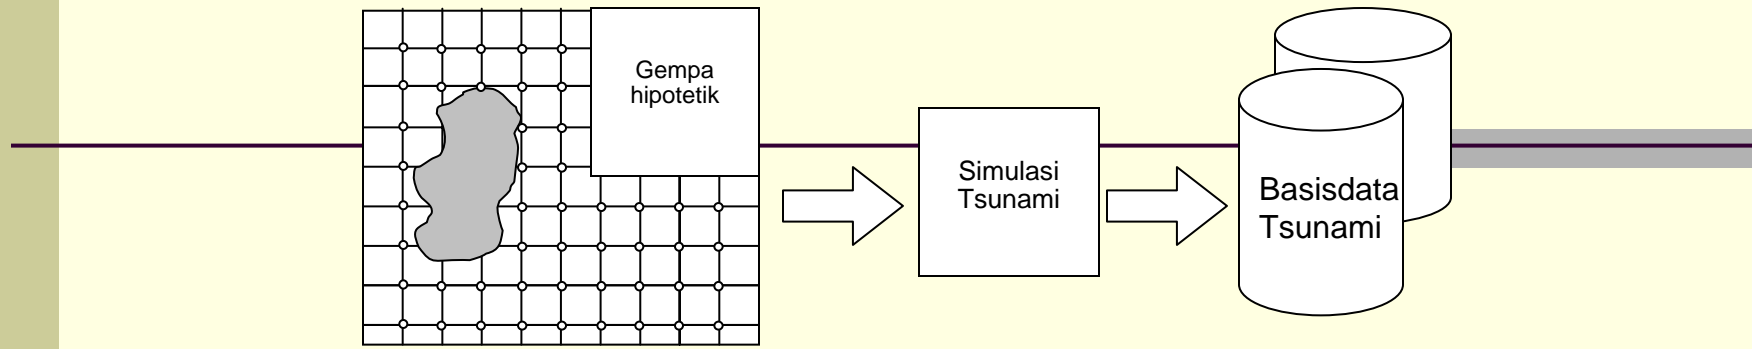 Gempa
hipotetik
Simulasi
Tsunami
Basisdata
Tsunami